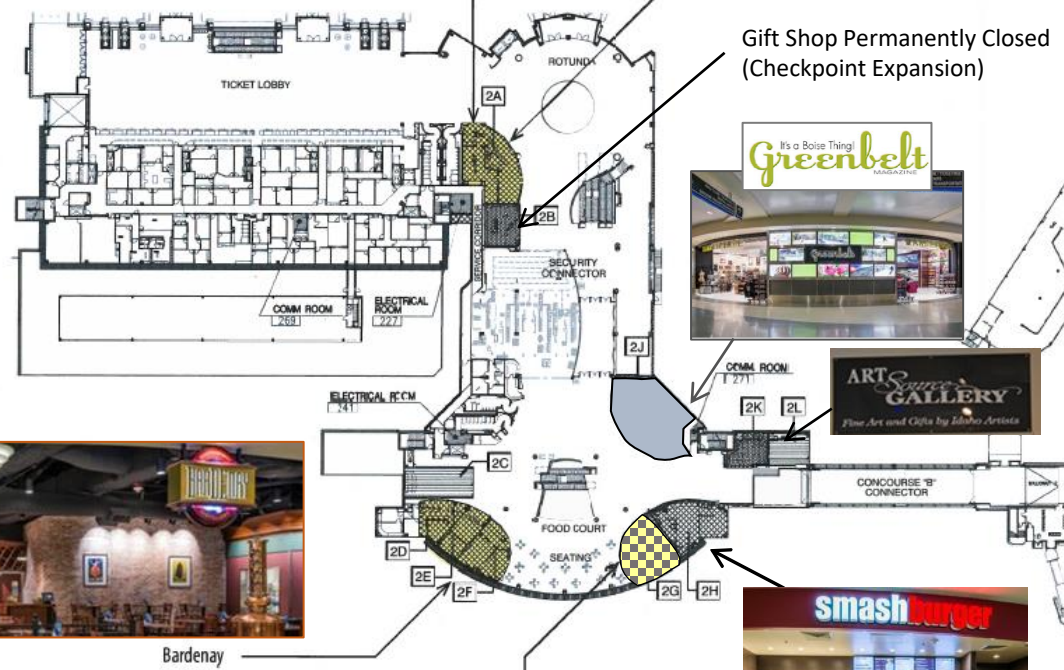 Gift Shop Permanently Closed
(Checkpoint Expansion)
ROTUNDA
TICKET LOBBY
2A
2B
It's a Boise Thing!
Greenbelt
MAGAZINE
Greenbelt
SERVICE CORRIDOR
SECURITY
CONNECTOR
COMM ROOM
269
ELECTRICAL
ROOM
227
2J
COMM. ROOM
271
ELECTRICAL ROOM
241
2K
2L
ART Source
GALLERY
Fine Art and Gifts by Idaho Artists
2C
CONCOURSE "B"
CONNECTOR
BARDENAY
FOOD COURT
SEATING
2D
2E
2F
2G
2H
smashburger
Bardenay